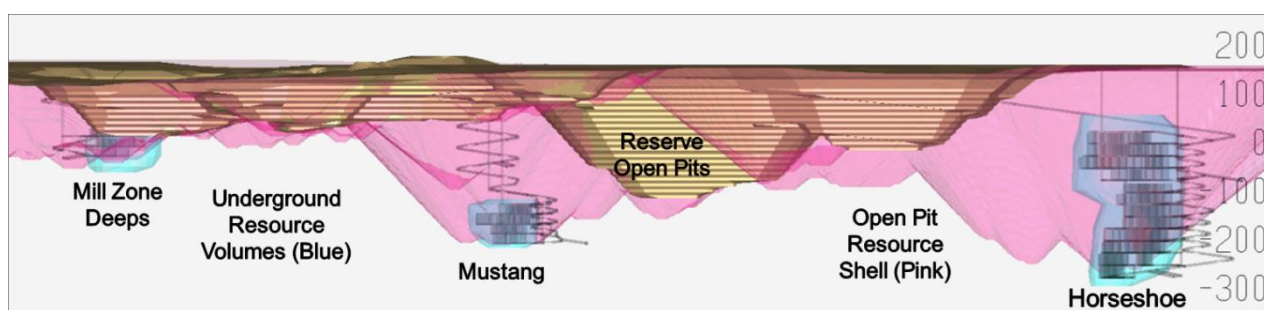 200
100
0
-100
-200
-300
Reserve
Open Pits
Mill Zone
Deeps
Underground
Resource
Volumes (Blue)
Mustang
Open Pit
Resource
Shell (Pink)
Horseshoe